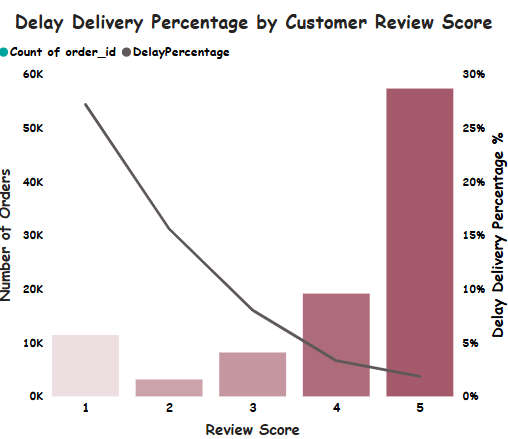 Delay Delivery Percentage by Customer Review Score
Count of order_id DelayPercentage
60K
50K
40K
30K
20K
10K
0K
Number of Orders
30%
25%
20%
15%
10%
5%
0%
Delay Delivery Percentage %
1 2 3 4 5
Review Score